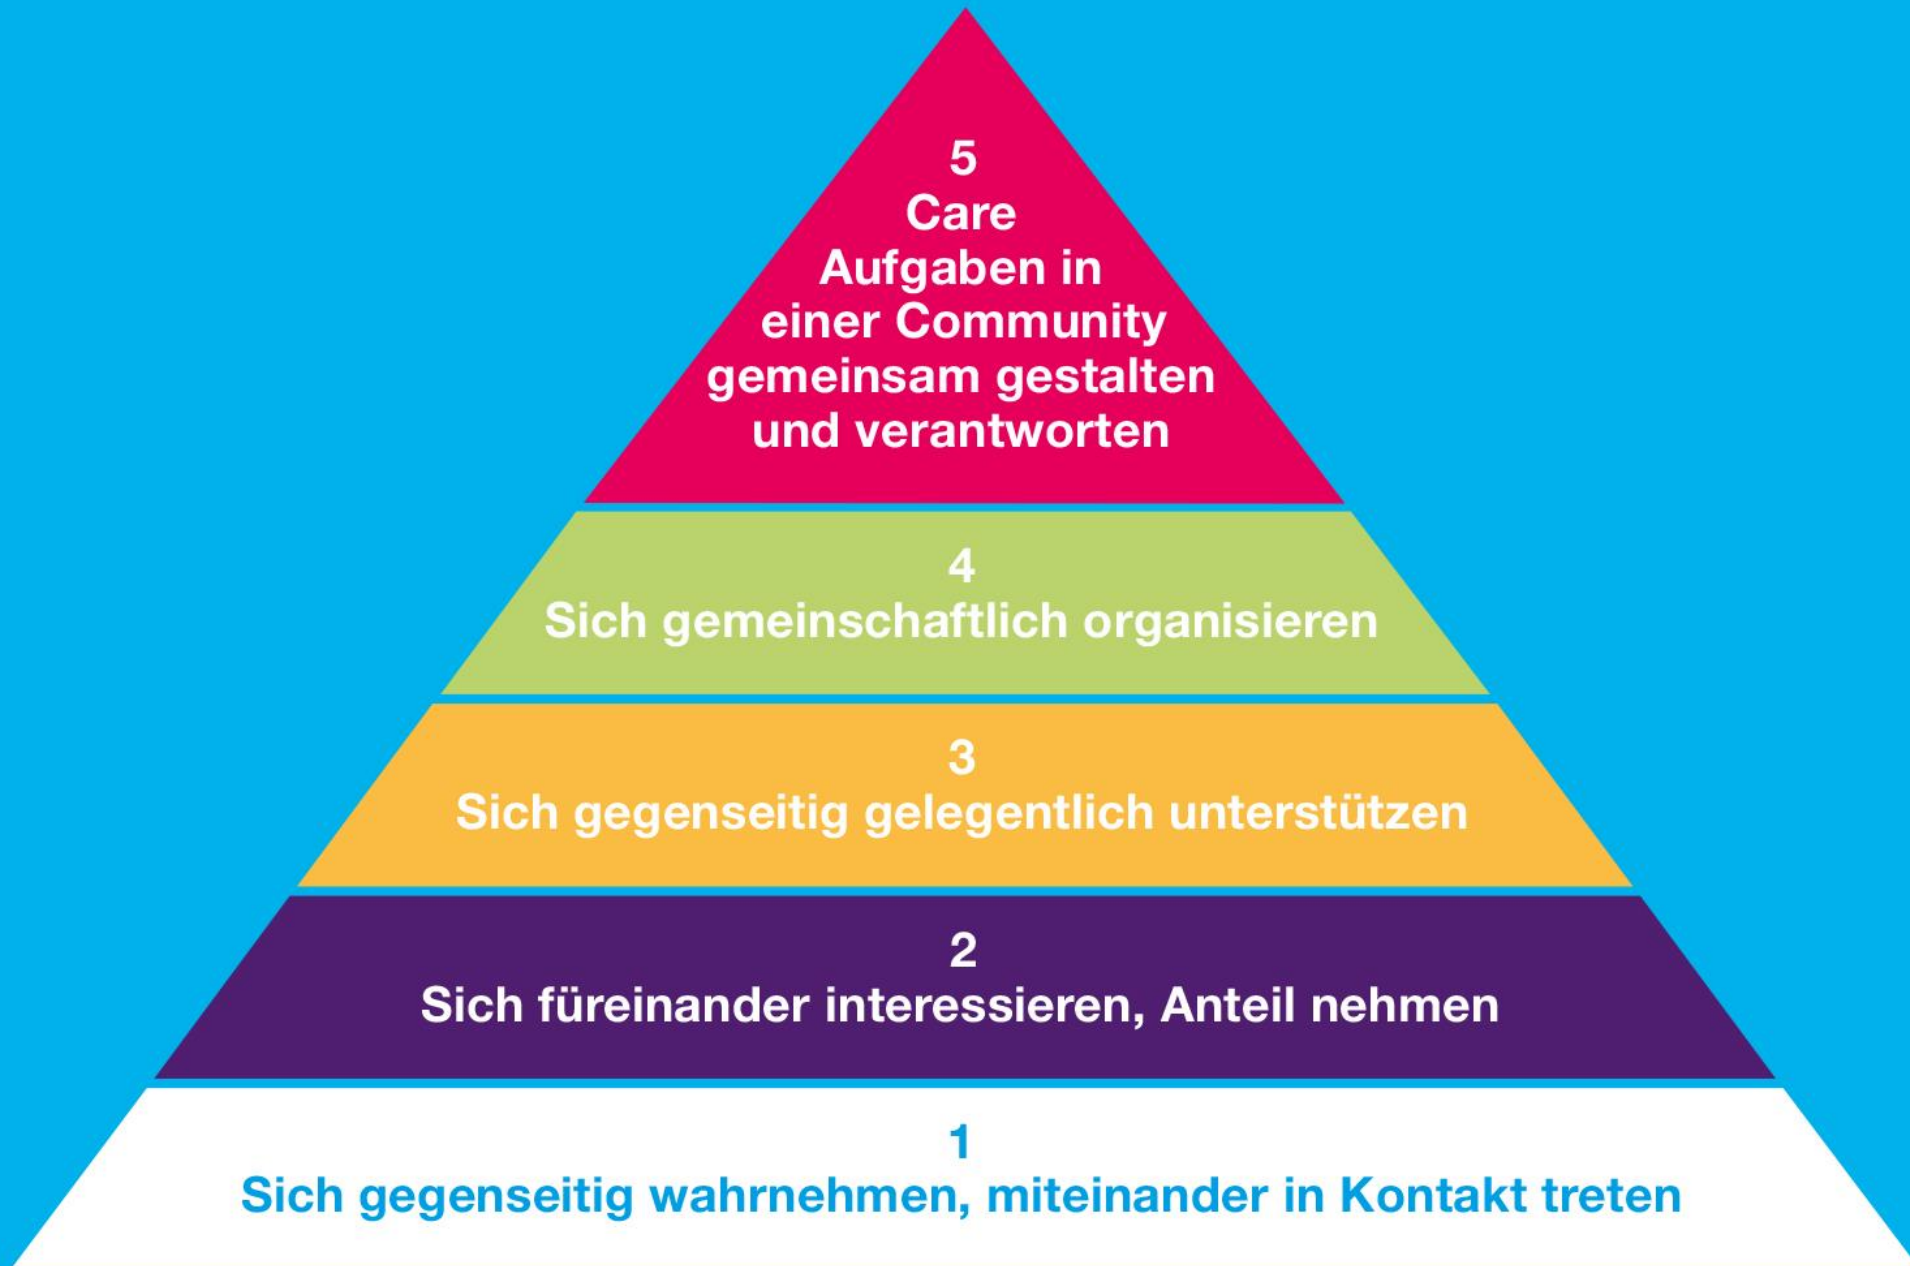 5
Care
Aufgaben in
einer Community
gemeinsam gestalten
und verantworten
4
Sich gemeinschaftlich organisieren
3
Sich gegenseitig gelegentlich unterstützen
2
Sich füreinander interessieren, Anteil nehmen
1
Sich gegenseitig wahrnehmen, miteinander in Kontakt treten